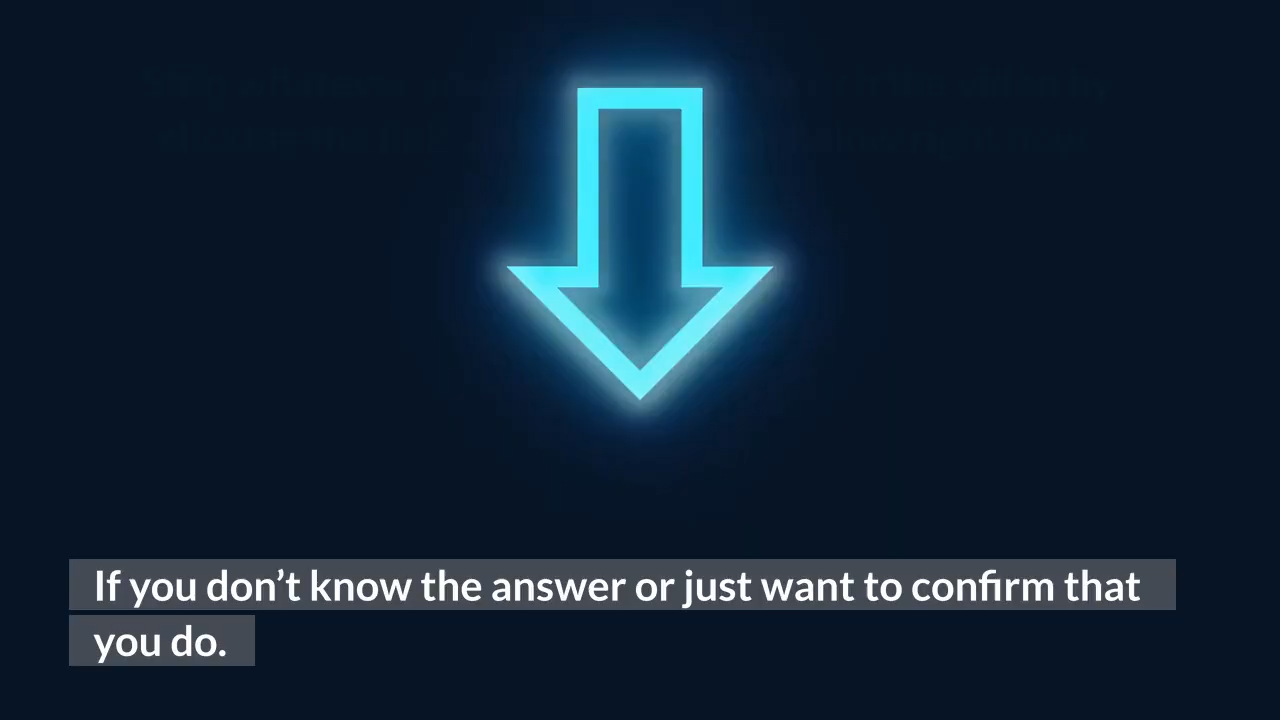 If you don’t know the answer or just want to confirm that
you do.